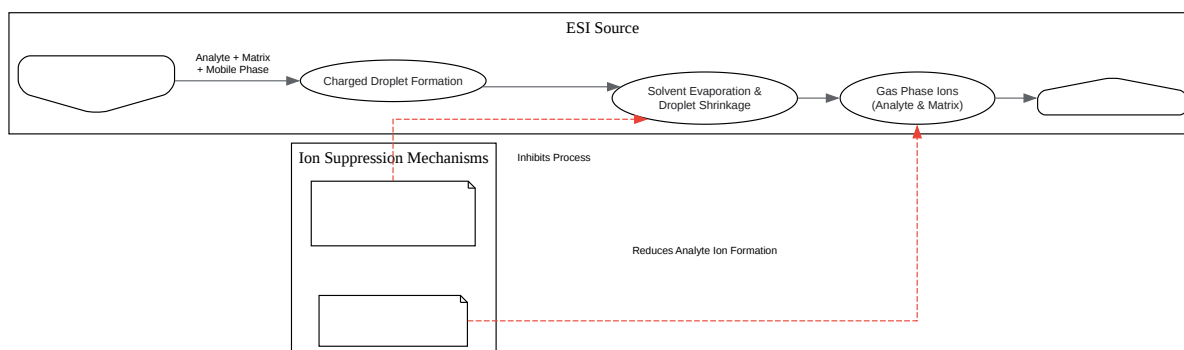 ESI Source
Analyte + Matrix
+ Mobile Phase
Charged Droplet Formation
Solvent Evaporation &
Droplet Shrinkage
Gas Phase Ions
(Analyte & Matrix)
Ion Suppression Mechanisms
Inhibits Process
Reduces Analyte Ion Formation